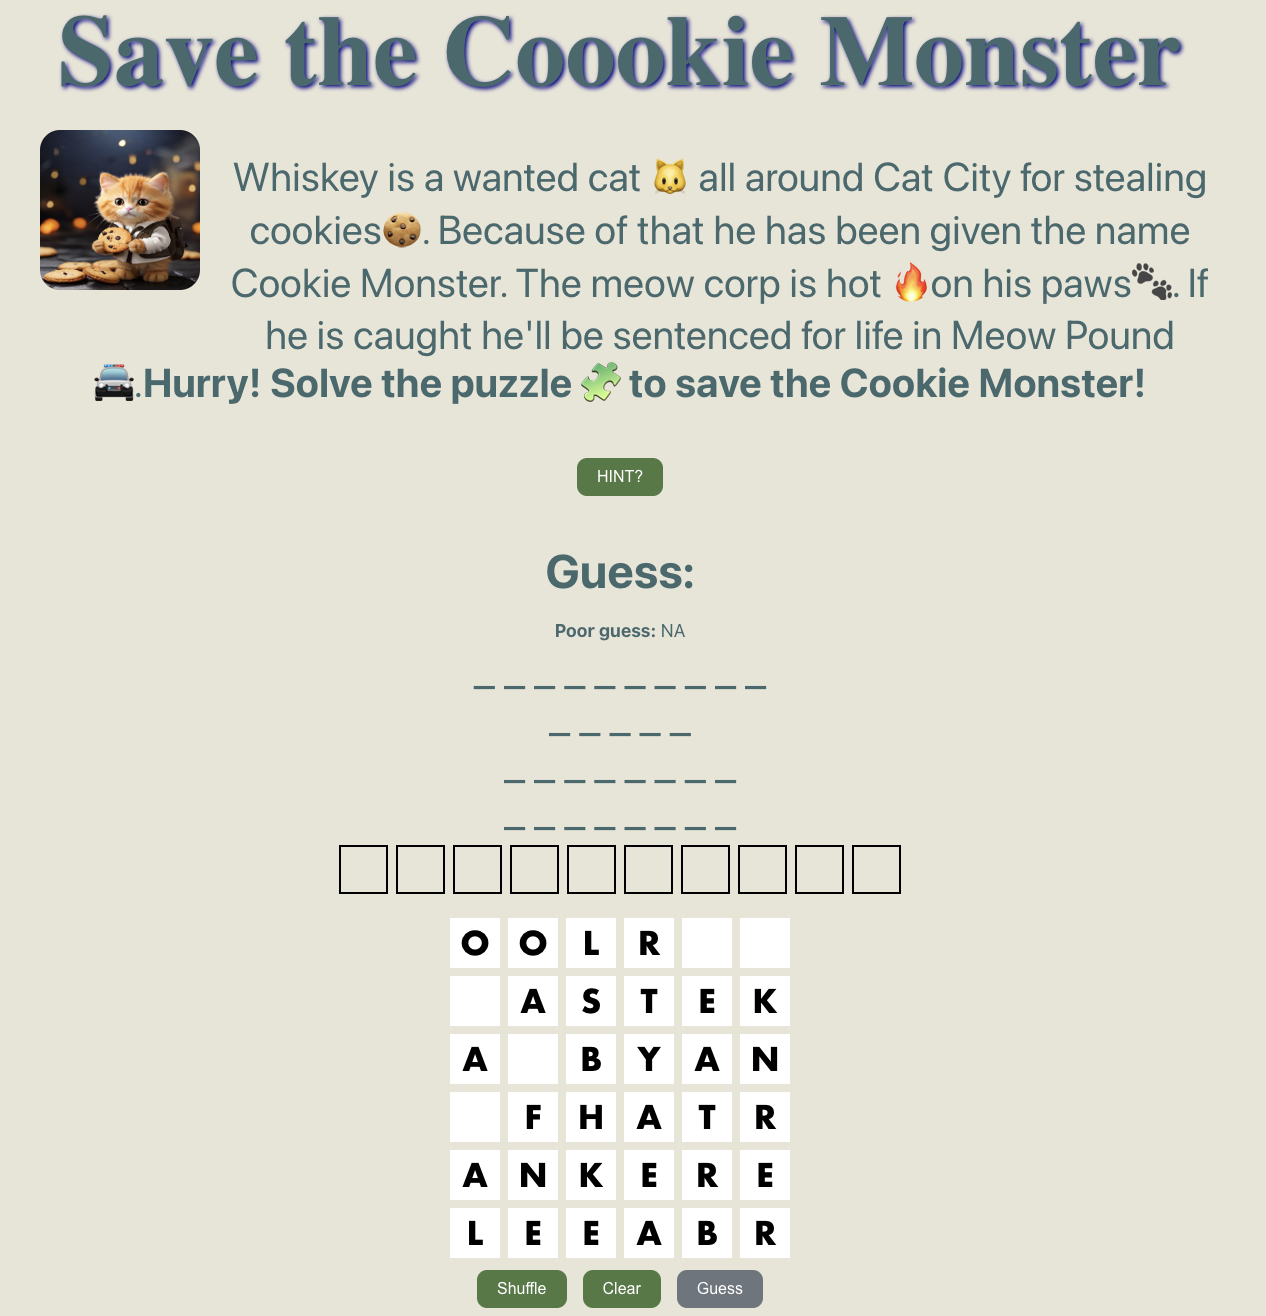 Save the Coookie Monster
Whiskey is a wanted cat 🐱 all around Cat City for stealing
cookies🍪. Because of that he has been given the name
Cookie Monster. The meow corp is hot 🔥on his paws🐾. If
he is caught he'll be sentenced for life in Meow Pound
🚔.Hurry! Solve the puzzle 🧩 to save the Cookie Monster!
HINT?
Guess:
Poor guess: NA
_ _ _ _ _ _ _ _ _ _
_ _ _ _ _
_ _ _ _ _ _ _ _
_ _ _ _ _ _ _ _
O O L R
A S T E K
A B Y A N
F H A T R
A N K E R E
L E E A B R
Shuffle Clear Guess